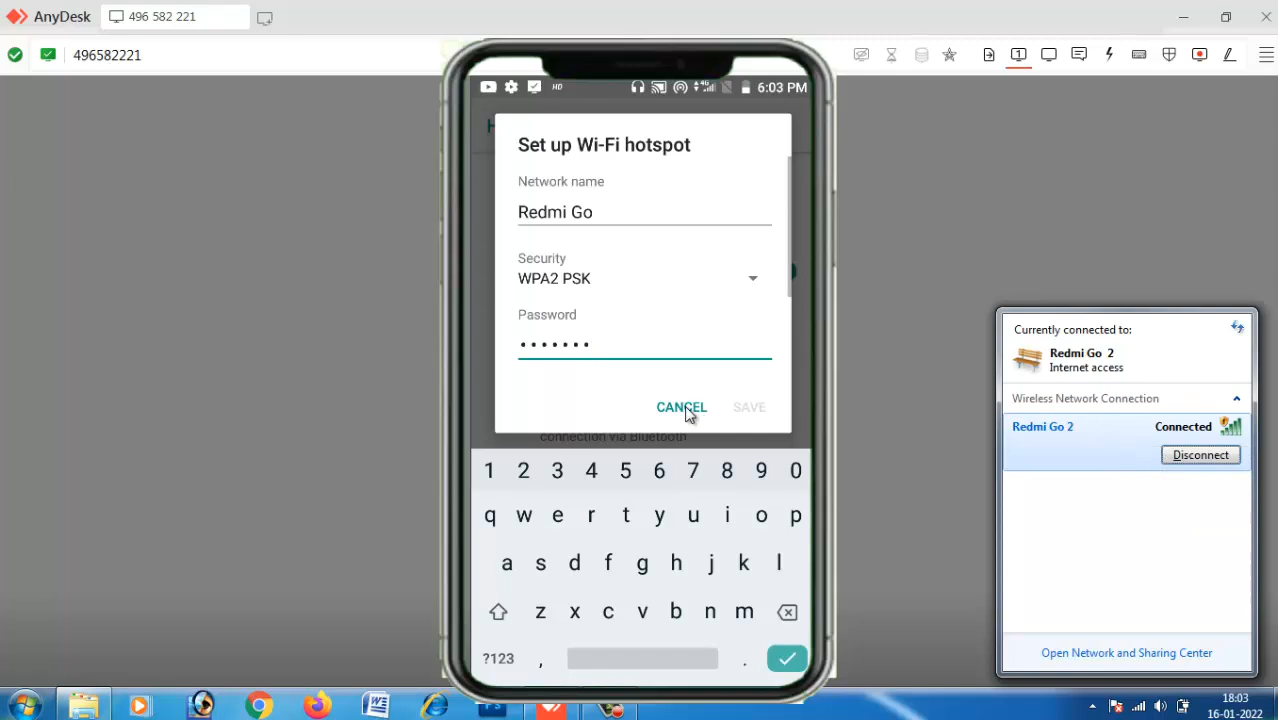 AnyDesk
496 582 221
496582221
1
HD
4G
6:03 PM
Set up Wi-Fi hotspot
Network name
Redmi Go
Security
WPA2 PSK
Password
•••••••
CANCEL
SAVE
connection via Bluetooth
1 2 3 4 5 6 7 8 9 0
q w e r t y u i o p
a s d f g h j k l
z x c v b n m
?123 , .
Currently connected to:
Redmi Go 2
Internet access
Wireless Network Connection
Redmi Go 2
Connected
Disconnect
Open Network and Sharing Center
18:03
16-01-2022